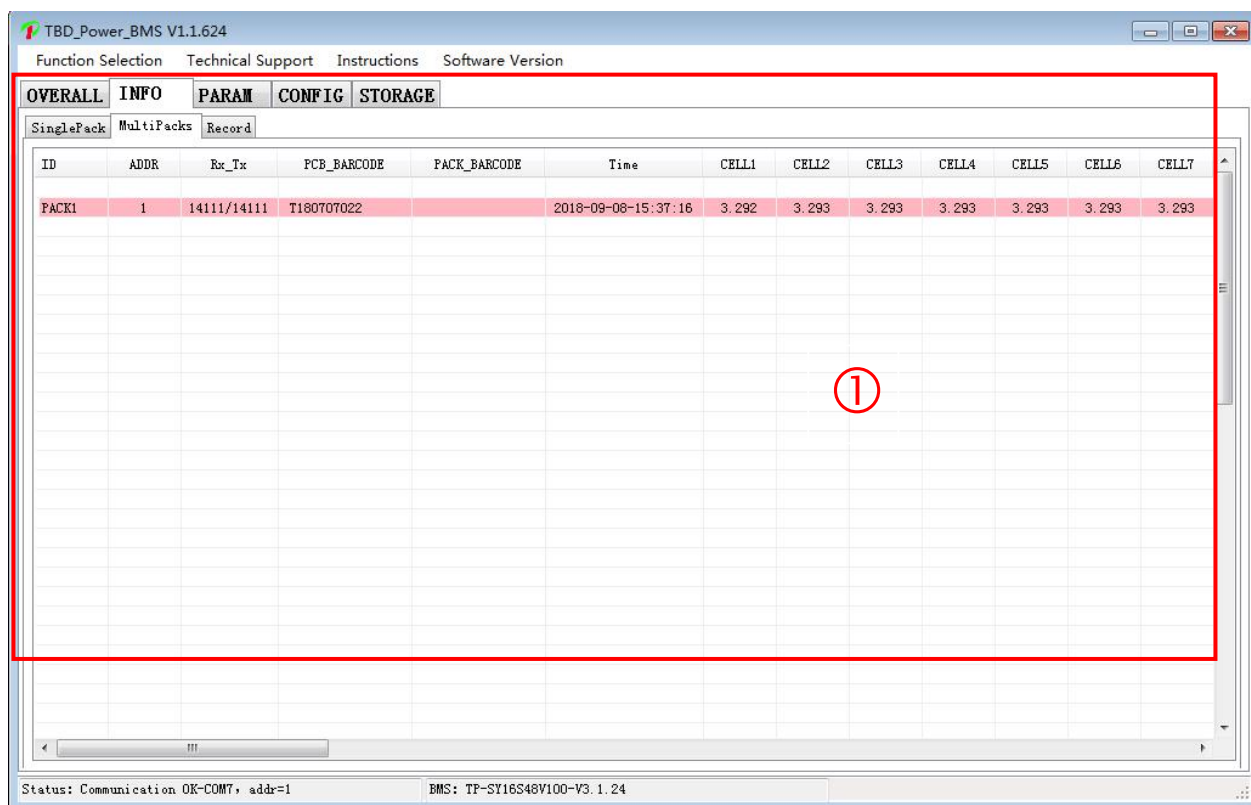 TBD_Power_BMS V1.1.624
Function Selection Technical Support Instructions Software Version
OVERALL INFO PARAM CONFIG STORAGE
SinglePack MultiPacks Record
ID ADDR Rx_Tx PCB_BARCODE PACK_BARCODE Time CELL1 CELL2 CELL3 CELL4 CELL5 CELL6 CELL7
PACK1 1 14111/14111 T180707022 2018-09-08-15:37:16 3.292 3.293 3.293 3.293 3.293 3.293 3.293
①
Status: Communication OK-COM7, addr=1 BMS: TP-SY16S48V100-V3.1.24